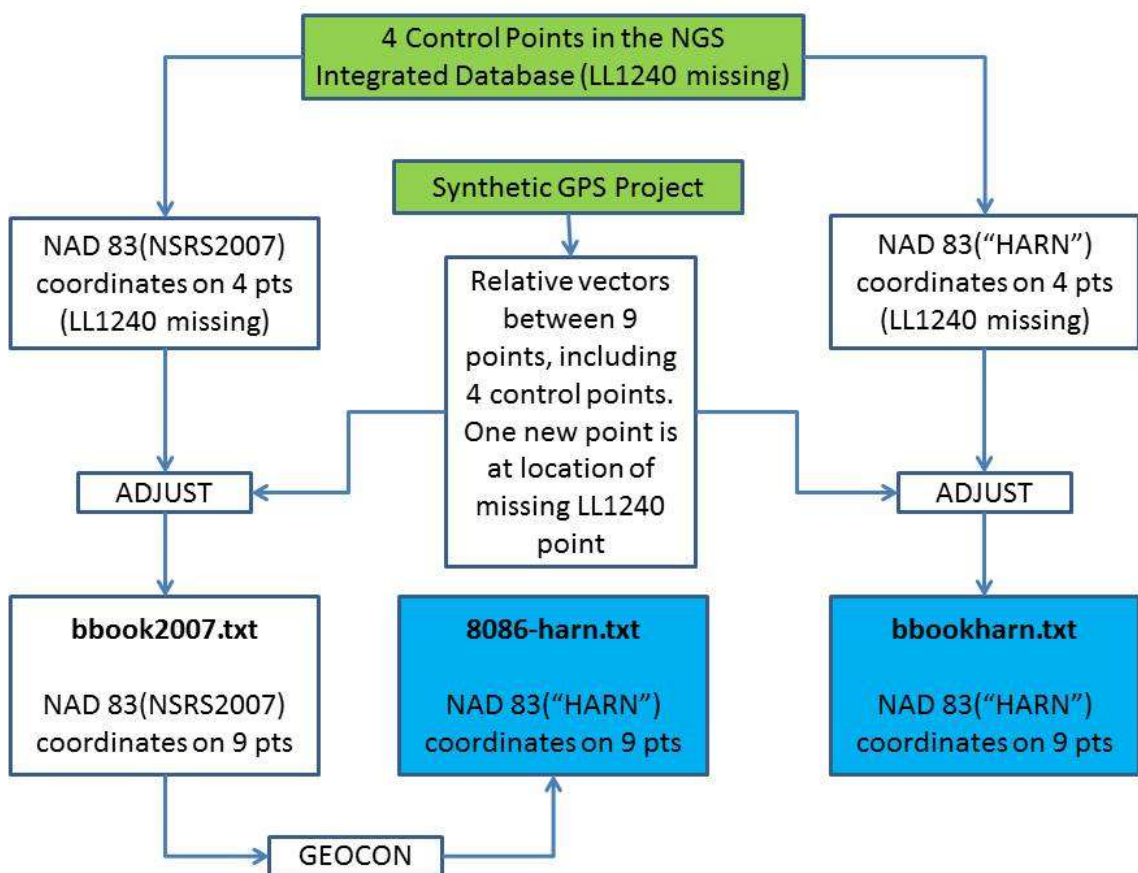 4 Control Points in the NGS
Integrated Database (LL1240 missing)
Synthetic GPS Project
NAD 83(NSRS2007)
coordinates on 4 pts
(LL1240 missing)
Relative vectors
between 9
points, including
4 control points.
One new point is
at location of
missing LL1240
point
NAD 83(“HARN”)
coordinates on 4 pts
(LL1240 missing)
ADJUST
ADJUST
bbook2007.txt
NAD 83(NSRS2007)
coordinates on 9 pts
8086-harn.txt
NAD 83(“HARN”)
coordinates on 9 pts
bbookharn.txt
NAD 83(“HARN”)
coordinates on 9 pts
GEOCON